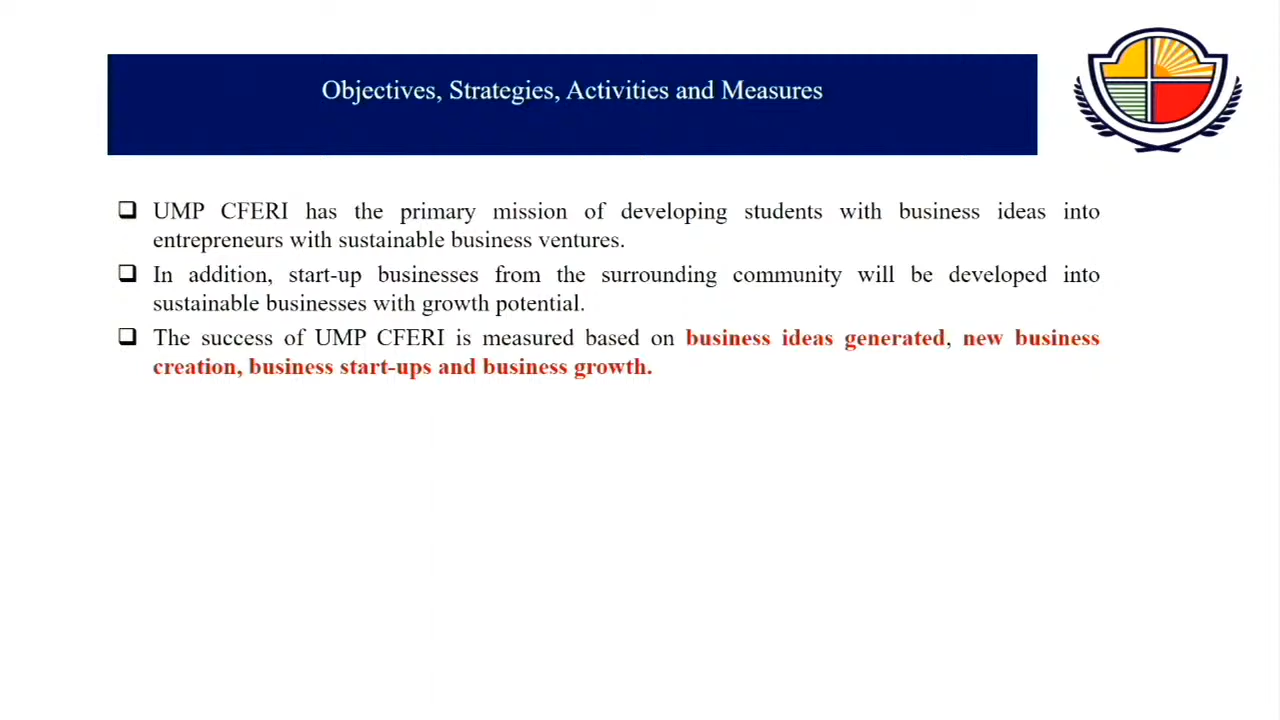 Objectives, Strategies, Activities and Measures
❑ UMP CFERI has the primary mission of developing students with business ideas into
entrepreneurs with sustainable business ventures.
❑ In addition, start-up businesses from the surrounding community will be developed into
sustainable businesses with growth potential.
❑ The success of UMP CFERI is measured based on business ideas generated, new business
creation, business start-ups and business growth.